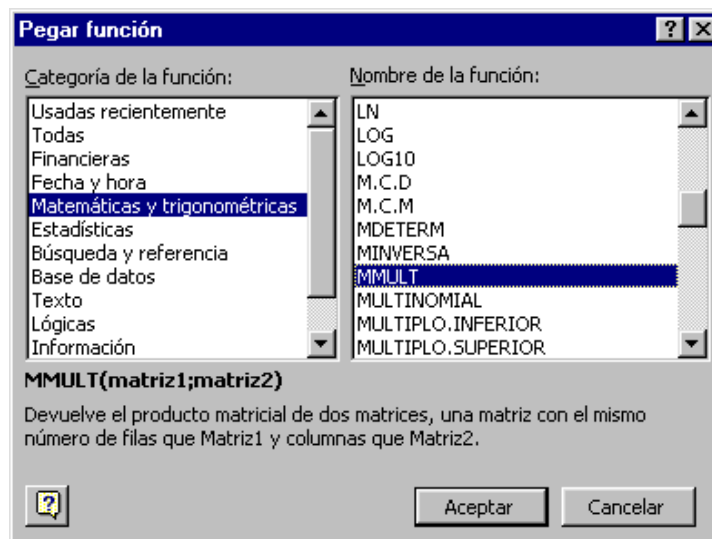 Pegar función
Categoría de la función:
Usadas recientemente
Todas
Financieras
Fecha y hora
Matemáticas y trigonométricas
Estadísticas
Búsqueda y referencia
Base de datos
Texto
Lógicas
Información
Nombre de la función:
LN
LOG
LOG10
M.C.D
M.C.M
MDETERM
MINVERSA
MMULT
MULTINOMIAL
MULTIPLO.INFERIOR
MULTIPLO.SUPERIOR
MMULT(matriz1;matriz2)
Devuelve el producto matricial de dos matrices, una matriz con el mismo
número de filas que Matriz1 y columnas que Matriz2.
Aceptar
Cancelar